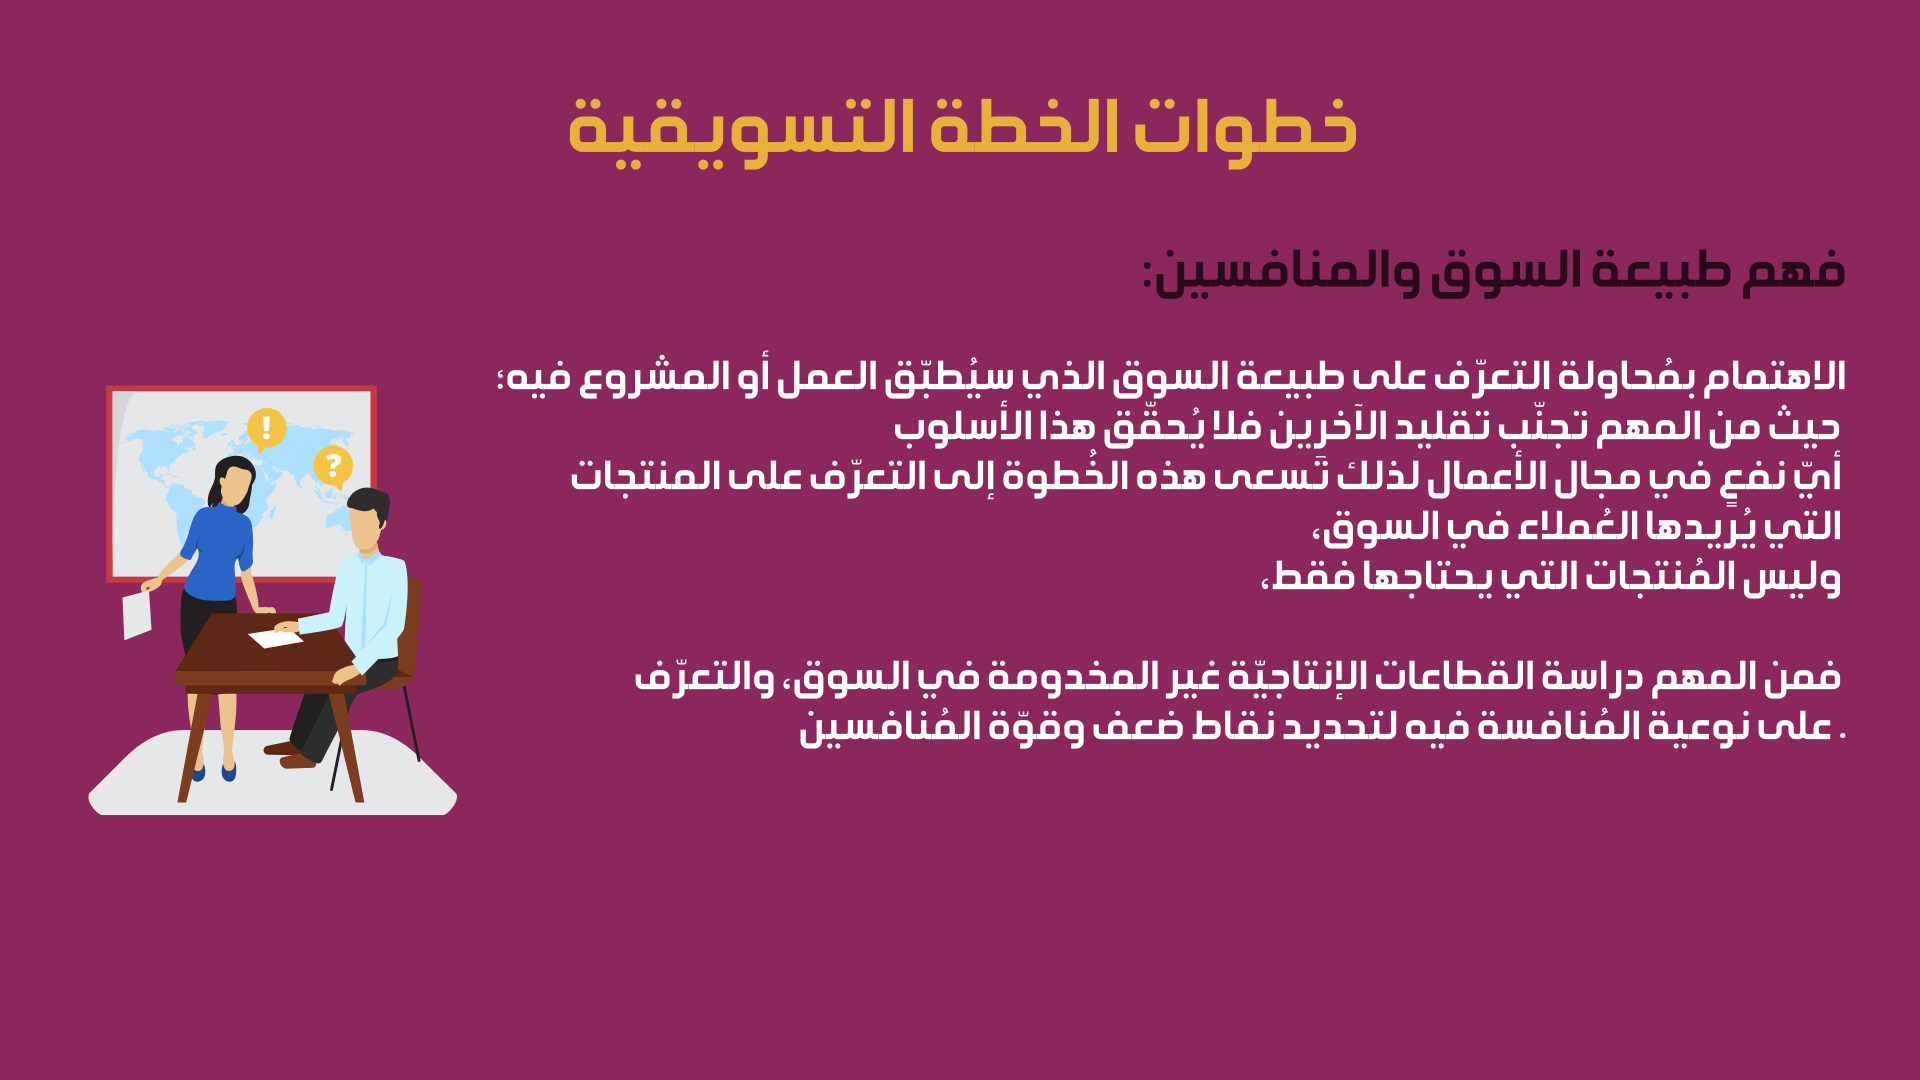 خطوات الخطة التسويقية
فهم طبيعة السوق والمنافسين:
الاهتمام بمُحاولة التعرّف على طبيعة السوق الذي سيُطبّق العمل أو المشروع فيه؛
حيث من المهم تجنّب تقليد الآخرين فلا يُحقّق هذا الأسلوب
أيّ نفعٍ في مجال الأعمال لذلك تَسعى هذه الخُطوة إلى التعرّف على المنتجات
التي يُريدها العُملاء في السوق،
وليس المُنتجات التي يحتاجها فقط،
فمن المهم دراسة القطاعات الإنتاجيّة غير المخدومة في السوق، والتعرّف
. على نوعية المُنافسة فيه لتحديد نقاط ضعف وقوّة المُنافسين
!
?